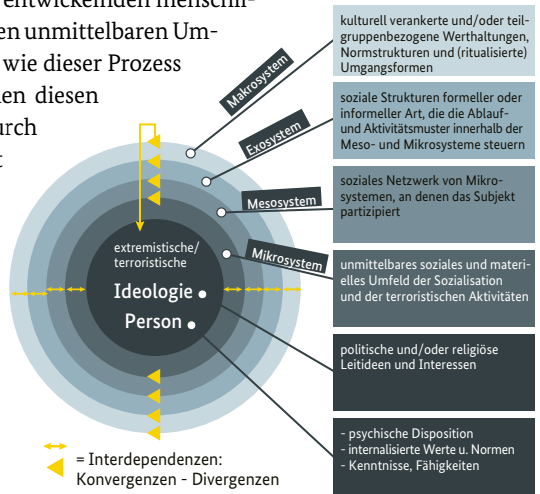 entwickelnden menschli-
en unmittelbaren Um-
wie dieser Prozess
en diesen
urch
t
Makrosystem
Exosystem
Mesosystem
Mikrosystem
extremistische/
terroristische
Ideologie
Person
kulturell verankerte und/oder teil-
gruppenbezogene Werthaltungen,
Normstrukturen und (ritualisierte)
Umgangsformen
soziale Strukturen formeller oder
informeller Art, die die Ablauf-
und Aktivitätsmuster innerhalb der
Meso- und Mikrosysteme steuern
soziales Netzwerk von Mikro-
systemen, an denen das Subjekt
partizipiert
unmittelbares soziales und materi-
elles Umfeld der Sozialisation
und der terroristischen Aktivitäten
politische und/oder religiöse
Leitideen und Interessen
- psychische Disposition
- internalisierte Werte u. Normen
- Kenntnisse, Fähigkeiten
= Interdependenzen:
Konvergenzen - Divergenzen